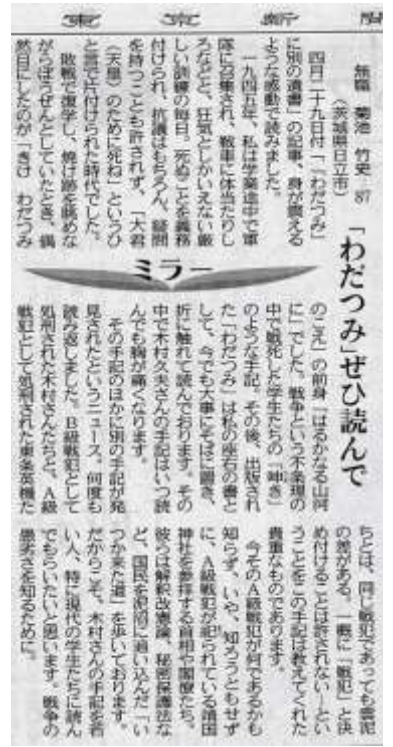 東京新聞
「わだつみ」ぜひ読んで
無職 菊池 竹史 87
(茨城県日立市)
四月二十九日付「「わだつみ」
に別の遺書」の記事、身が震える
ような感動で読みました。
一九四五年、私は学業途中で軍
隊に召集され、戦車に体当たりし
ろなどと、狂気としかいえない厳
しい訓練の毎日。死ぬことを義務
付けられ、抗議はもちろん、疑問
を持つことも許されず、「大君
(天皇)のために死ね」というひ
と言で片付けられた時代でした。
敗戦で復学し、焼け跡を眺めな
がらぼうぜんとしていたとき、偶
然目にしたのが「きけ わだつみ
ミラー
のこえ」の前身「はるかなる山河
に」でした。戦争という不条理の
中で戦死した学生たちの「呻き」
のような手記。その後、出版され
た「わだつみ」は私の座右の書と
して、今でも大事にそばに置き、
折に触れて読んでおります。その
中で木村久夫さんの手記はいつ読
んでも胸が痛くなります。
その手記のほかに別の手記が発
見されたというニュース。何度も
読み返しました。B級戦犯として
処刑された木村さんたちと、A級
戦犯として処刑された東条英機た
ちとは、同じ戦犯であっても雲泥
の差がある。一概に「戦犯」と決
め付けることは許されない―とい
うことをこの手記は教えてくれた
貴重なものであります。
今そのA級戦犯が何であるかも
知らず、いや、知ろうともせず
に、A級戦犯が祀られている靖国
神社を参拝する首相や閣僚たち。
彼らは解釈改憲論、秘密保護法な
ど、国民を泥沼に追い込んだ「い
つか来た道」を歩いております。
だからこそ、木村さんの手記を若
い人、特に現代の学生たちに読ん
でもらいたいと思います。戦争の
愚劣さを知るために。